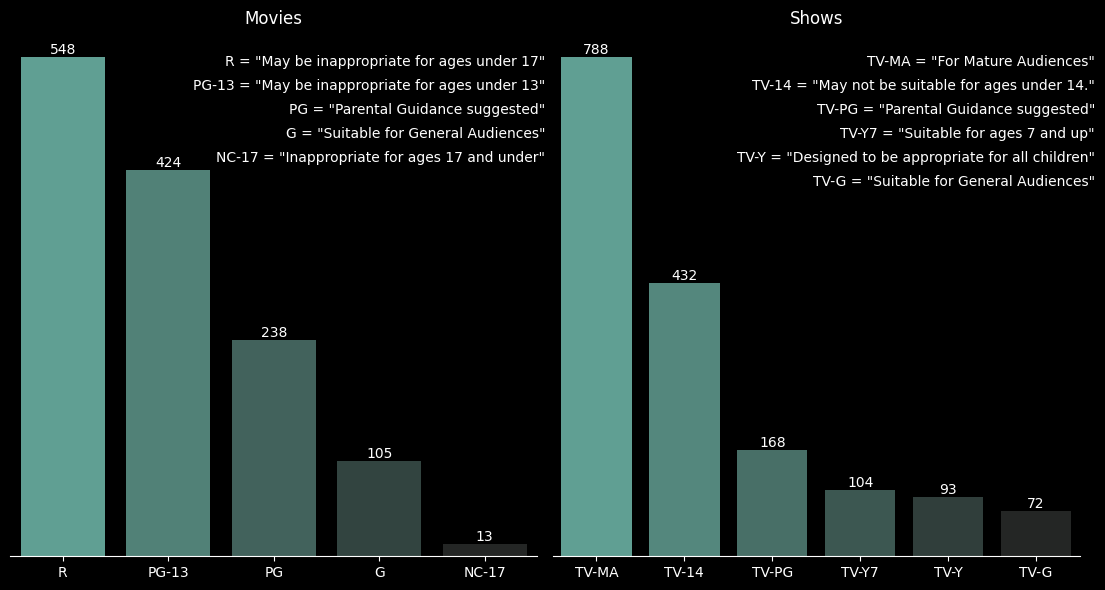 Movies
548
R = "May be inappropriate for ages under 17"
PG-13 = "May be inappropriate for ages under 13"
PG = "Parental Guidance suggested"
G = "Suitable for General Audiences"
NC-17 = "Inappropriate for ages 17 and under"
424
238
105
13
R PG-13 PG G NC-17
Shows
788
TV-MA = "For Mature Audiences"
TV-14 = "May not be suitable for ages under 14."
TV-PG = "Parental Guidance suggested"
TV-Y7 = "Suitable for ages 7 and up"
TV-Y = "Designed to be appropriate for all children"
TV-G = "Suitable for General Audiences"
432
168
104
93
72
TV-MA TV-14 TV-PG TV-Y7 TV-Y TV-G